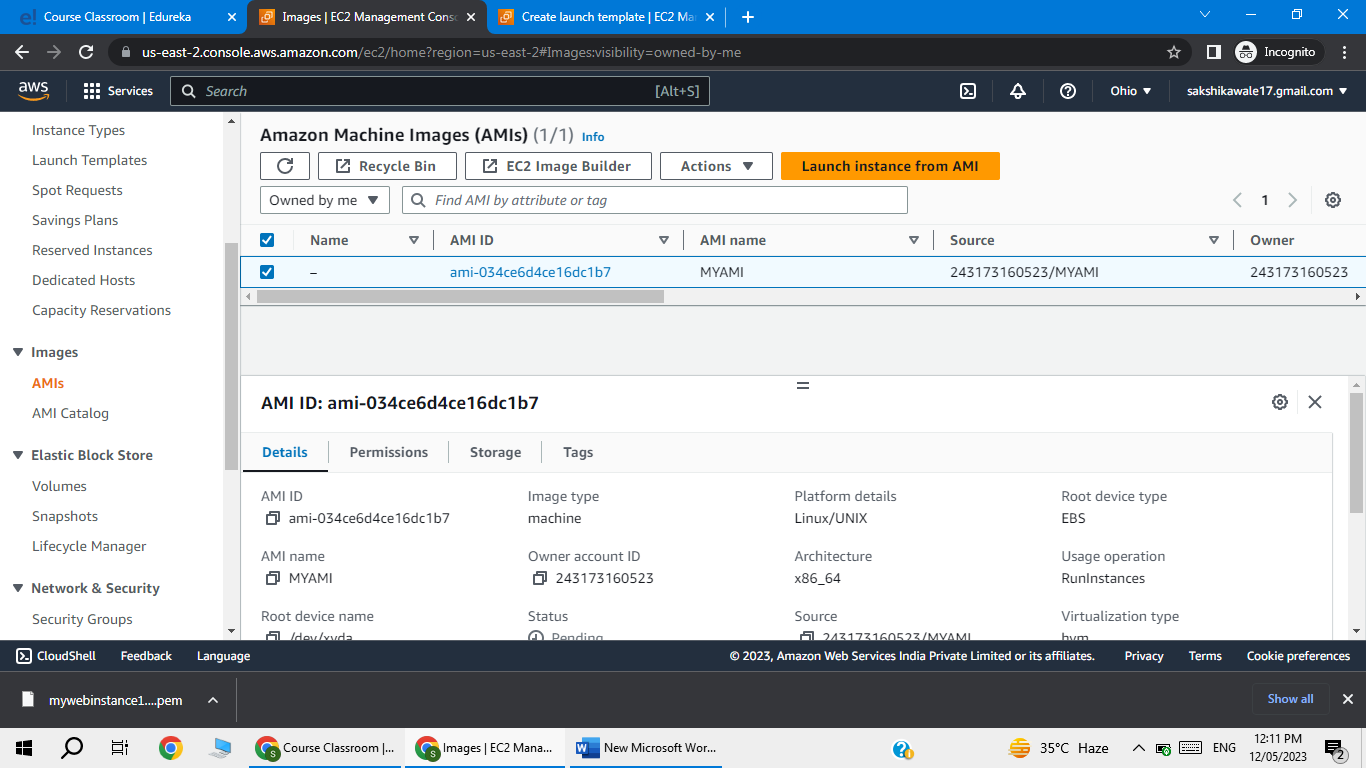 Course Classroom | Edureka
Images | EC2 Management Conso
Create launch template | EC2 Ma
us-east-2.console.aws.amazon.com/ec2/home?region=us-east-2#Images:visibility=owned-by-me
Incognito
aws
Services
Search
[Alt+S]
Ohio
sakshikawale17.gmail.com
Instance Types
Launch Templates
Spot Requests
Savings Plans
Reserved Instances
Dedicated Hosts
Capacity Reservations
Images
AMIs
AMI Catalog
Elastic Block Store
Volumes
Snapshots
Lifecycle Manager
Network & Security
Security Groups
Amazon Machine Images (AMIs) (1/1) Info
Recycle Bin
EC2 Image Builder
Actions
Launch instance from AMI
Owned by me
Find AMI by attribute or tag
1
Name AMI ID AMI name Source Owner
– ami-034ce6d4ce16dc1b7 MYAMI 243173160523/MYAMI 243173160523
AMI ID: ami-034ce6d4ce16dc1b7
Details Permissions Storage Tags
AMI ID Image type Platform details Root device type
ami-034ce6d4ce16dc1b7 machine Linux/UNIX EBS
AMI name Owner account ID Architecture Usage operation
MYAMI 243173160523 x86_64 RunInstances
Root device name Status Source Virtualization type
/dev/xvda Pending 243173160523/MYAMI hvm
CloudShell Feedback Language
© 2023, Amazon Web Services India Private Limited or its affiliates. Privacy Terms Cookie preferences
mywebinstance1....pem
Show all
Course Classroom |...
Images | EC2 Mana...
New Microsoft Wor...
35°C Haze
ENG
12:11 PM
12/05/2023
2